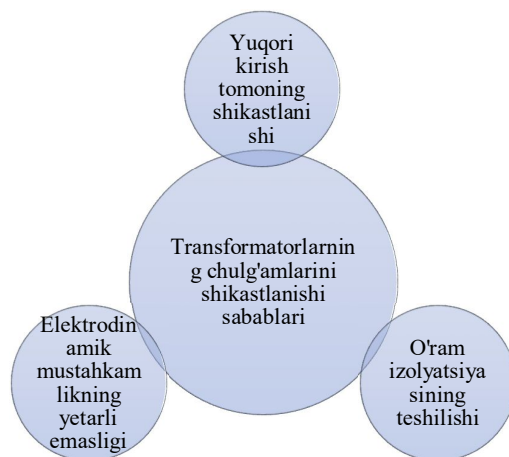 Yuqori
kirish
tomoning
shikastlani
shi
Transformatorlarnin
g chulg'amlarini
shikastlanishi
sabablari
Elektrodin
amik
mustahkam
likning
yetarli
emasligi
O'ram
izolyatsiya
sining
teshilishi